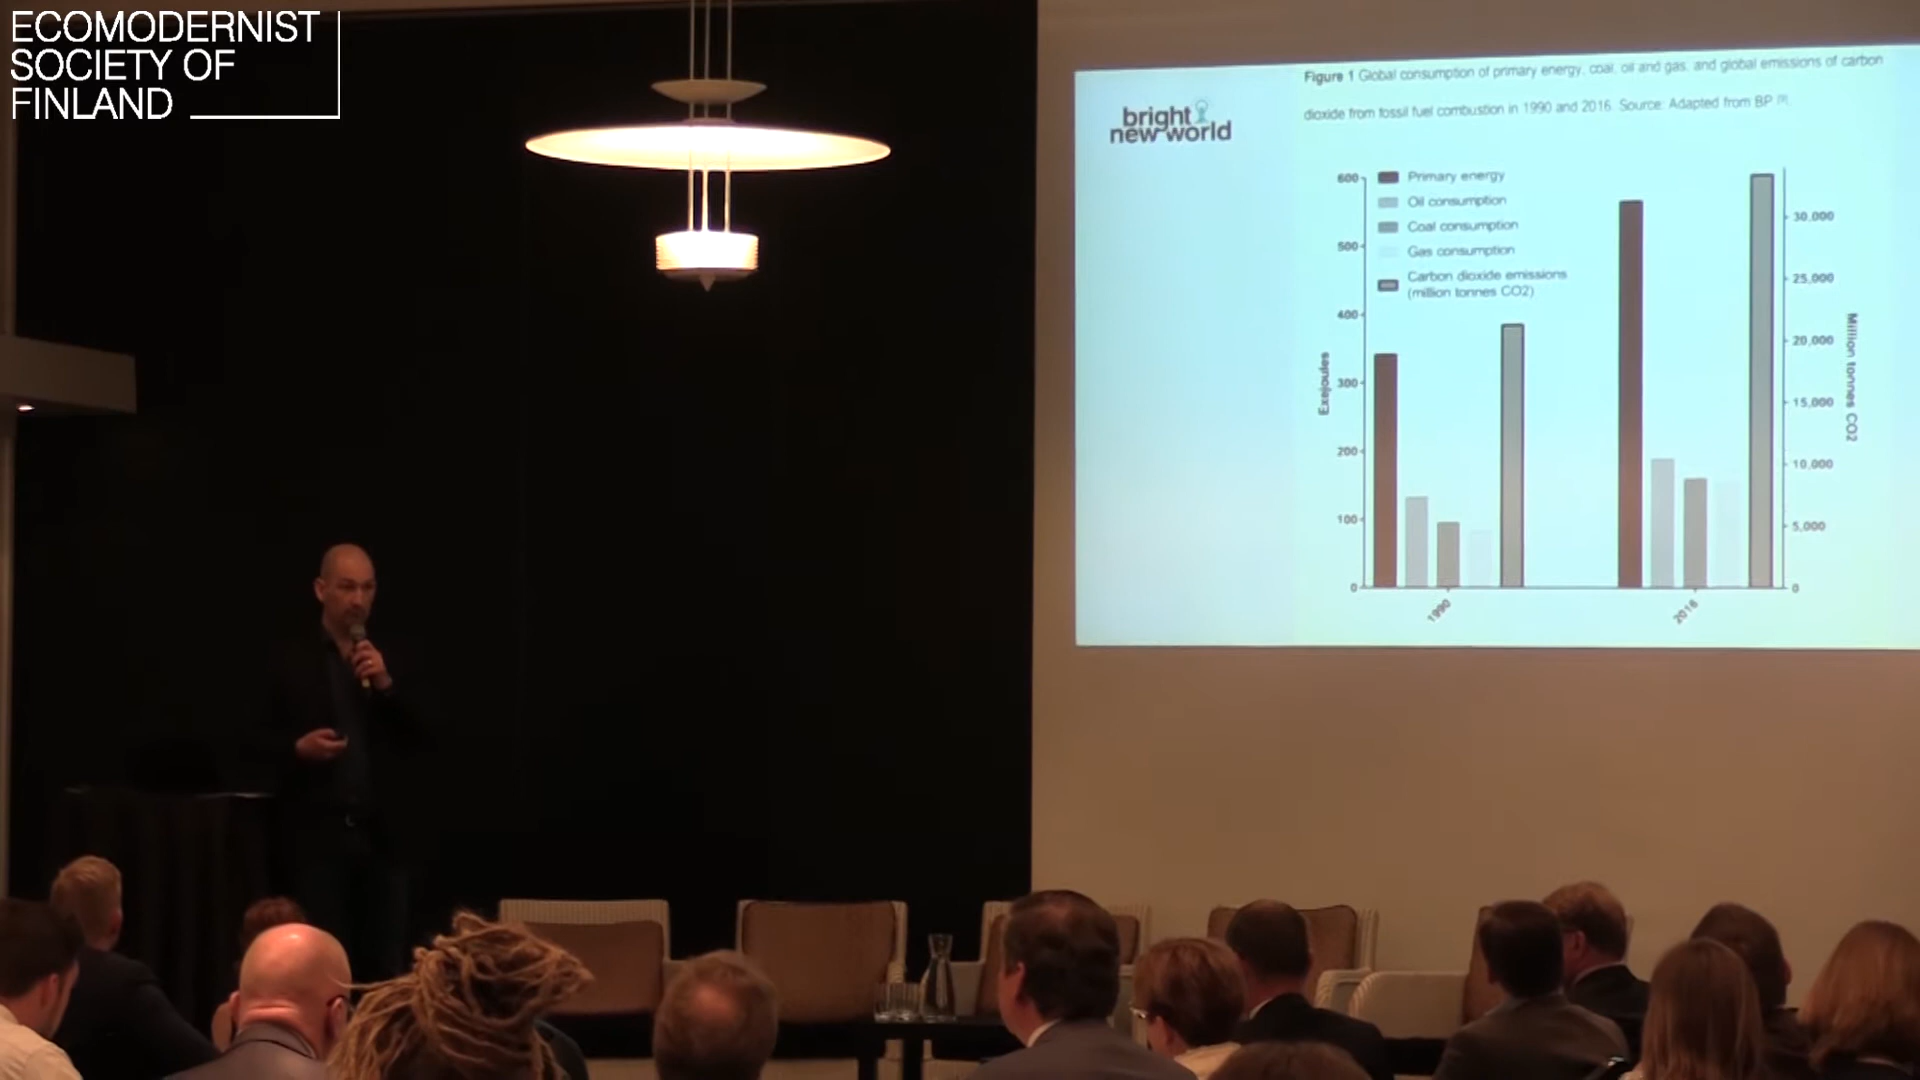 ECOMODERNIST
SOCIETY OF
FINLAND
bright
new world
Figure 1 Global consumption of primary energy, coal, oil and gas, and global emissions of carbon
dioxide from fossil fuel combustion in 1990 and 2016. Source: Adapted from BP
Primary energy
Oil consumption
Coal consumption
Gas consumption
Carbon dioxide emissions
(million tonnes CO2)
Exejoules
600
500
400
300
200
100
0
30,000
25,000
20,000
15,000
10,000
5,000
0
Million tonnes CO2
1990
2016